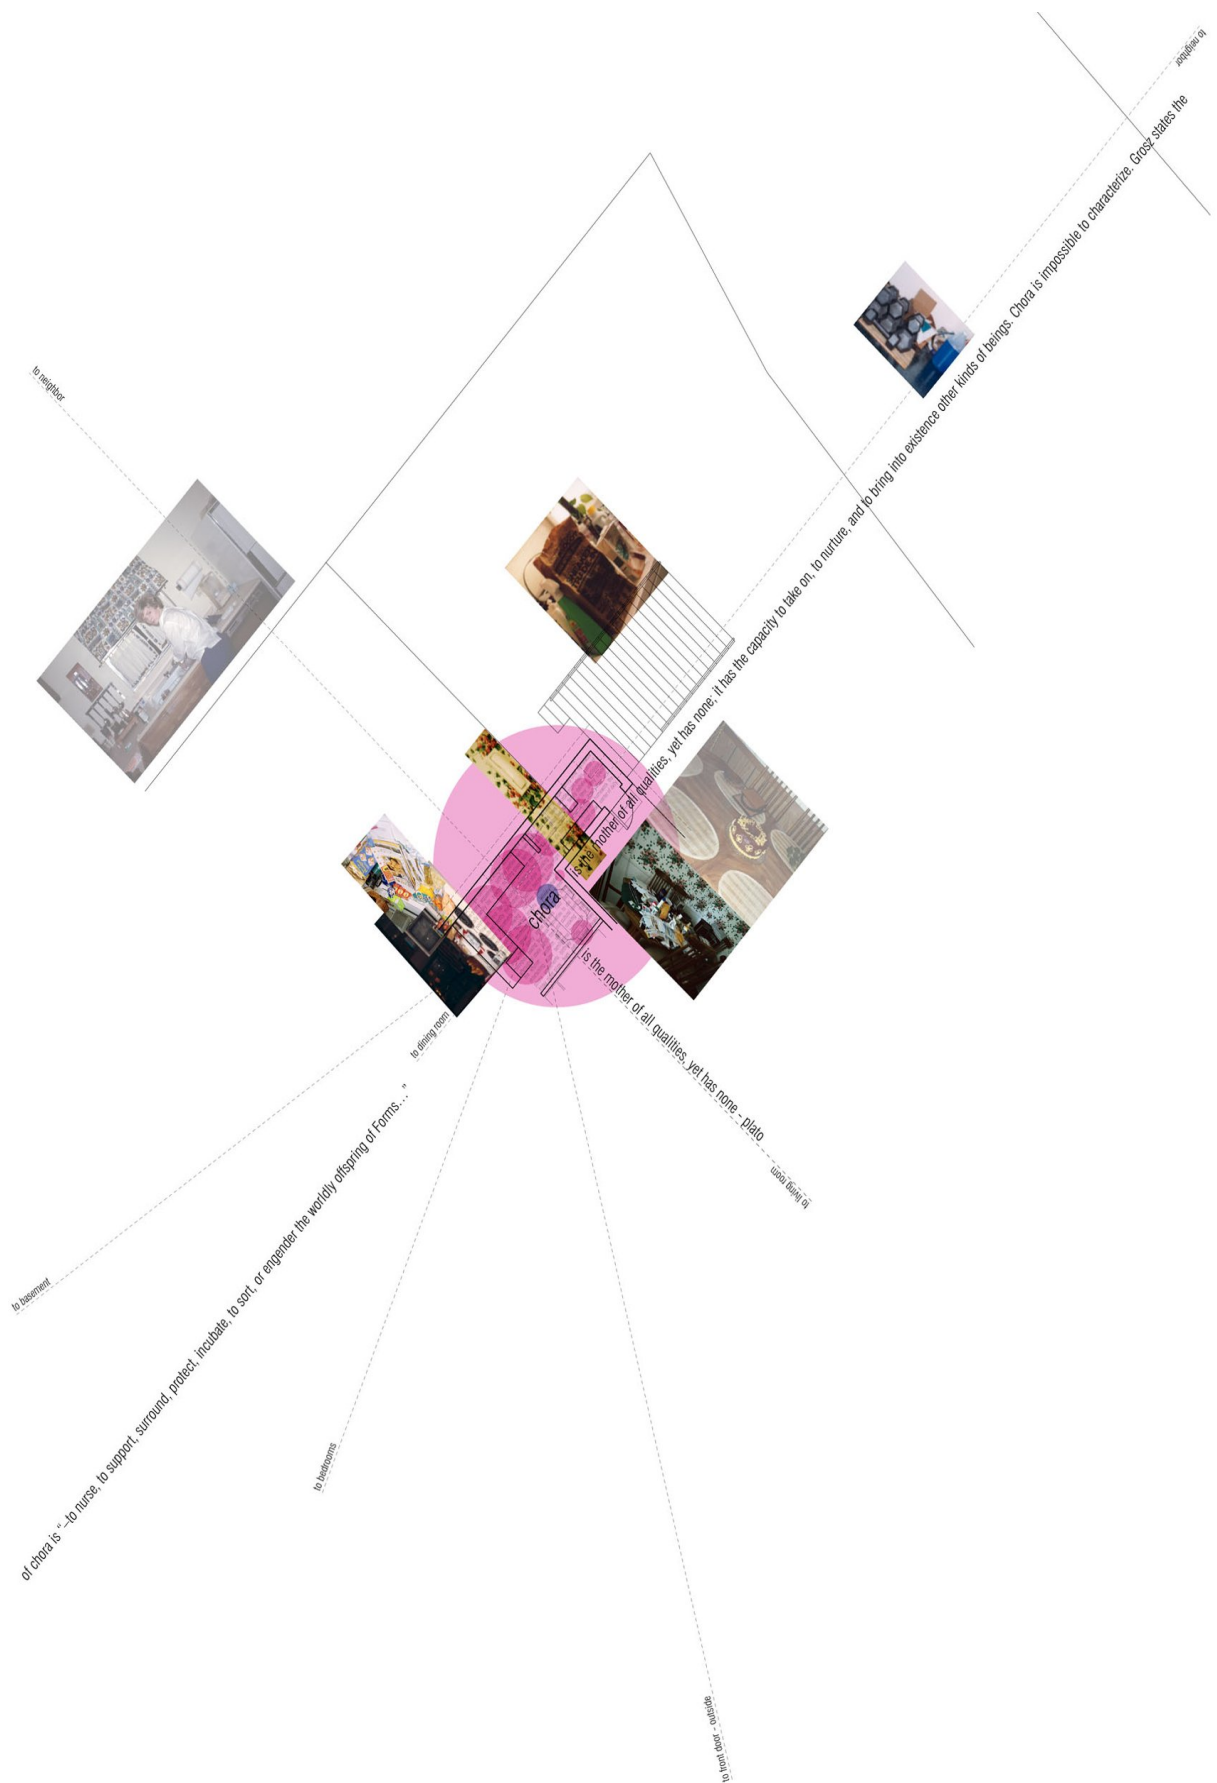 to neighbor
to neighbor
chora
is the mother of all qualities, yet has none; it has the capacity to take on, to nurture, and to bring into existence other kinds of beings. Chora is impossible to characterize. Grosz states the
of chora is “–to nurse, to support, surround, protect, incubate, to sort, or engender the worldly offspring of Forms…”
is the mother of all qualities, yet has none - plato
to living room
to dining room
to basement
to bedrooms
to front door - outside